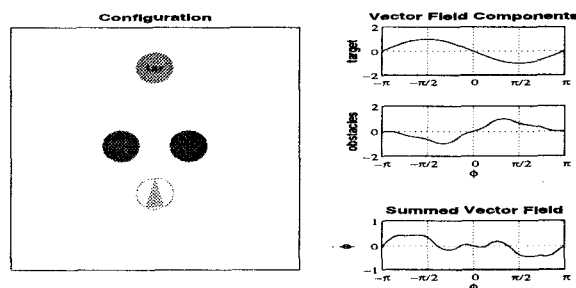 Configuration
Tar
Vector Field Components
target
2
0
-2
-π
-π/2
0
π/2
π
obstacles
2
0
-2
-π
-π/2
0
π/2
π
Φ
Summed Vector Field
Φ
1
0
-1
-π
-π/2
0
π/2
π
Φ